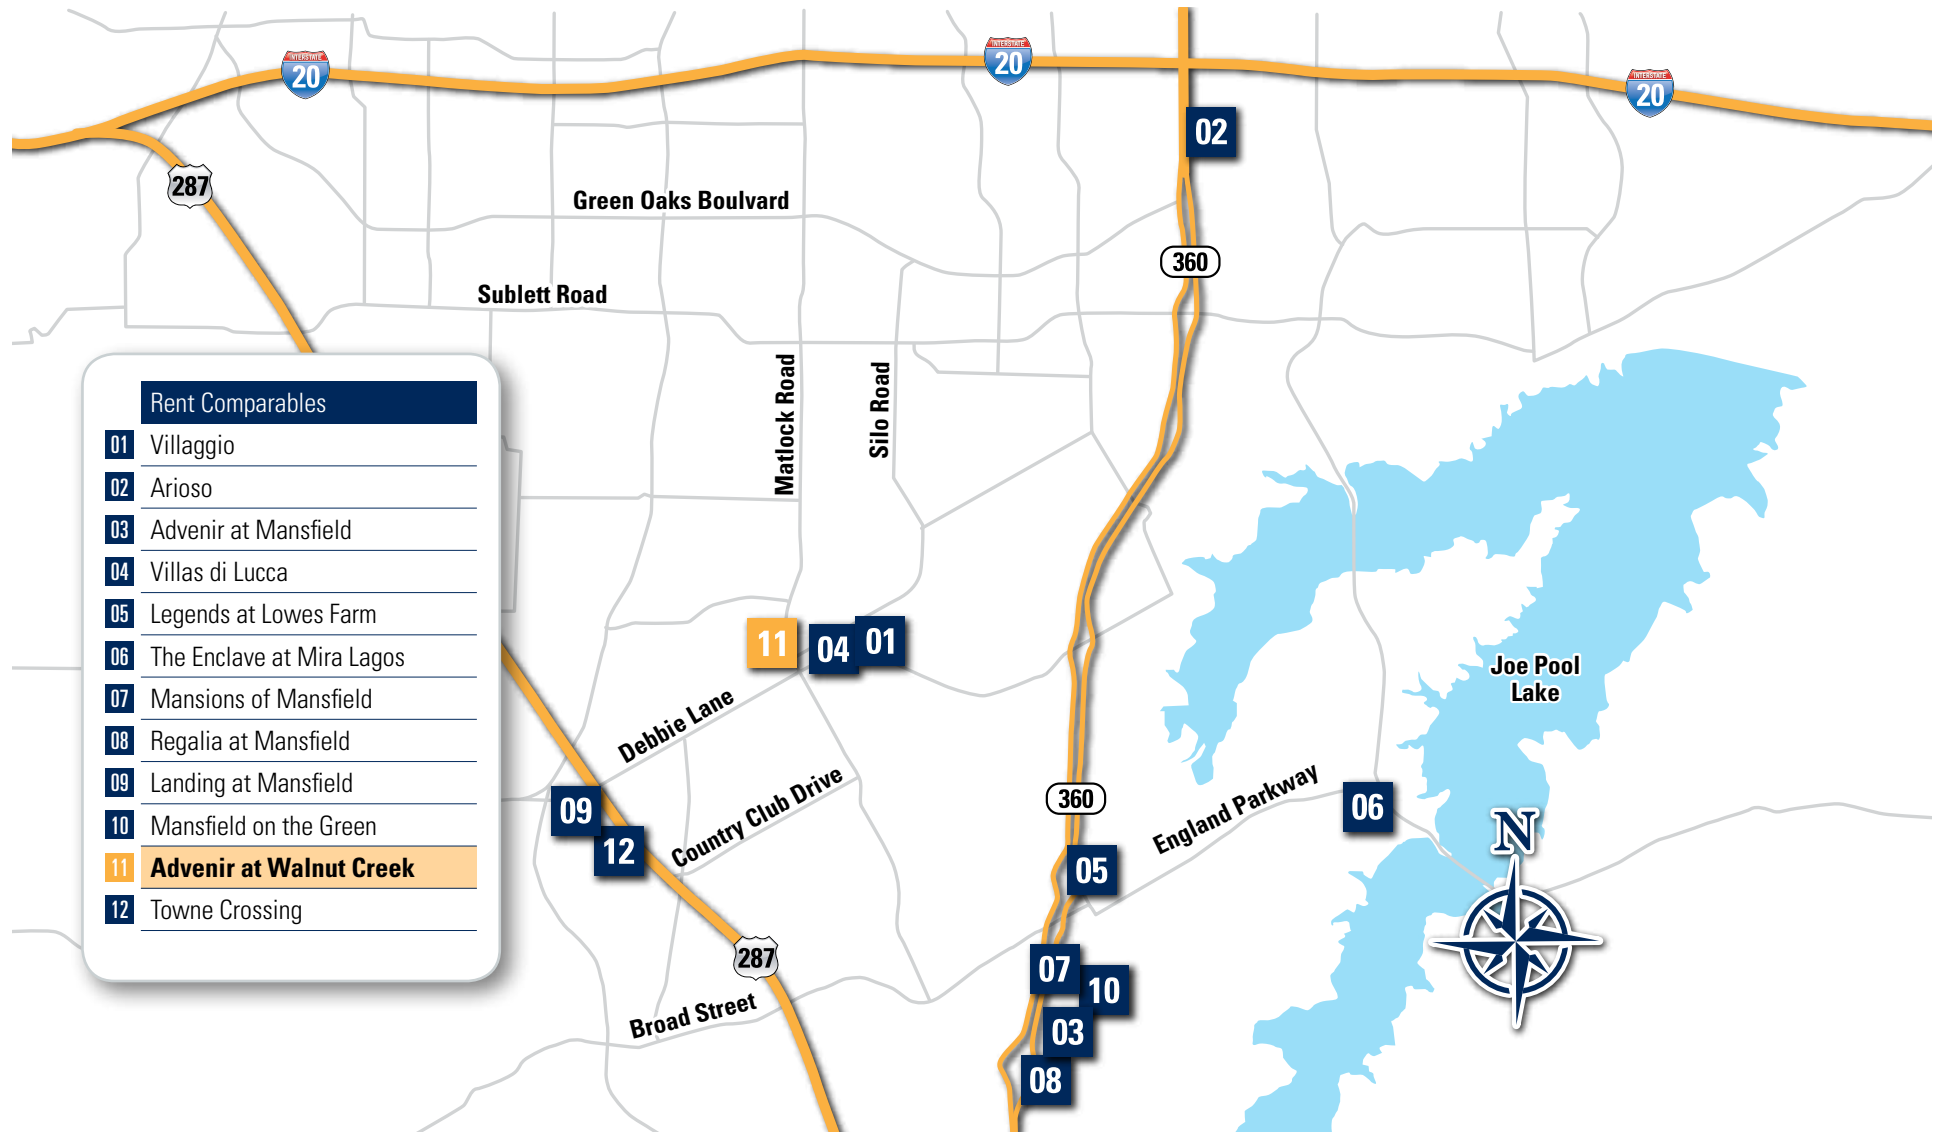 INTERSTATE
20
INTERSTATE
20
INTERSTATE
20
02
287
Green Oaks Boulvard
360
Sublett Road
Matlock Road
Silo Road
Rent Comparables
01 Villaggio
02 Arioso
03 Advenir at Mansfield
04 Villas di Lucca
05 Legends at Lowes Farm
06 The Enclave at Mira Lagos
07 Mansions of Mansfield
08 Regalia at Mansfield
09 Landing at Mansfield
10 Mansfield on the Green
11 Advenir at Walnut Creek
12 Towne Crossing
11
04
01
Joe Pool
Lake
Debbie Lane
360
England Parkway
06
09
12
Country Club Drive
N
05
287
07
10
Broad Street
03
08